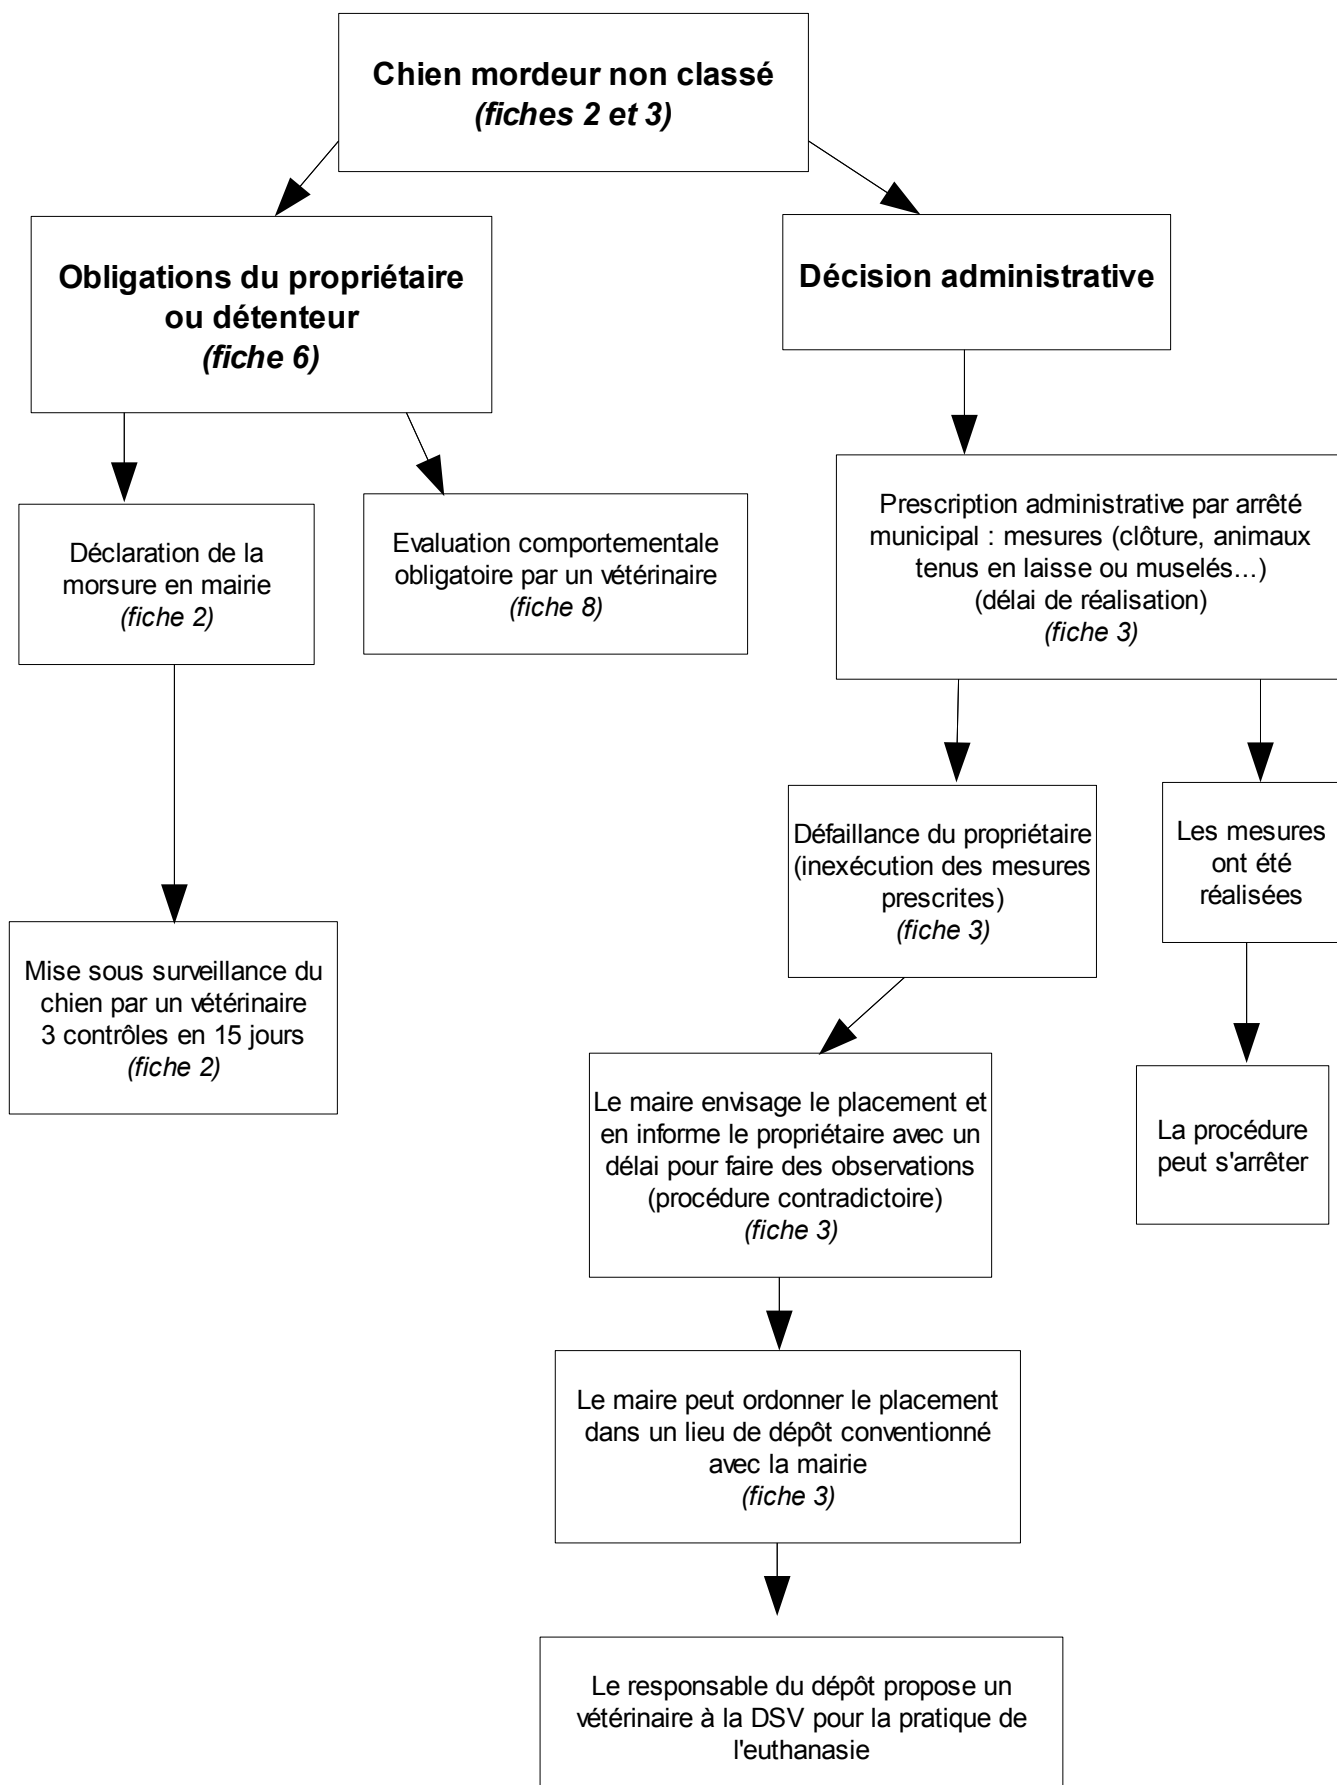 Chien mordeur non classé
(fiches 2 et 3)
Obligations du propriétaire
ou détenteur
(fiche 6)
Décision administrative
Déclaration de la
morsure en mairie
(fiche 2)
Evaluation comportementale
obligatoire par un vétérinaire
(fiche 8)
Prescription administrative par arrêté
municipal : mesures (clôture, animaux
tenus en laisse ou muselés...)
(délai de réalisation)
(fiche 3)
Défaillance du propriétaire
(inexécution des mesures
prescrites)
(fiche 3)
Les mesures
ont été
réalisées
Mise sous surveillance du
chien par un vétérinaire
3 contrôles en 15 jours
(fiche 2)
Le maire envisage le placement et
en informe le propriétaire avec un
délai pour faire des observations
(procédure contradictoire)
(fiche 3)
La procédure
peut s'arrêter
Le maire peut ordonner le placement
dans un lieu de dépôt conventionné
avec la mairie
(fiche 3)
Le responsable du dépôt propose un
vétérinaire à la DSV pour la pratique de
l'euthanasie